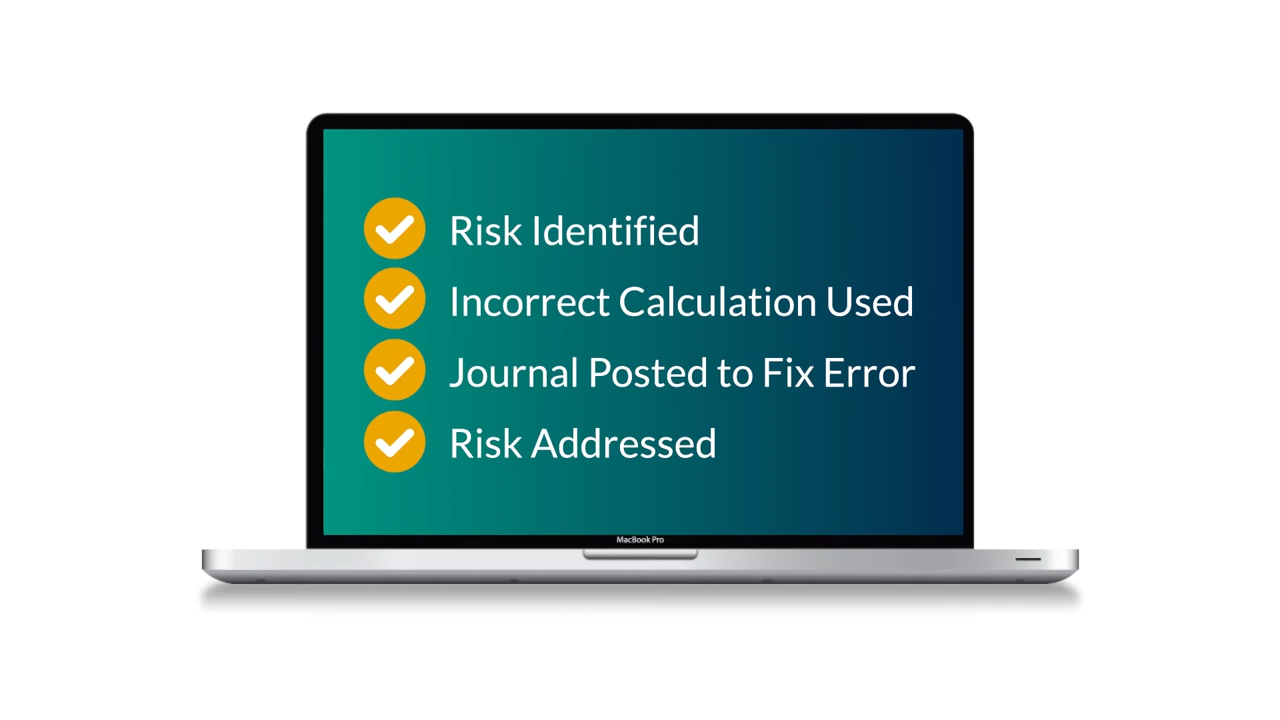 Risk Identified
Incorrect Calculation Used
Journal Posted to Fix Error
Risk Addressed
MacBook Pro